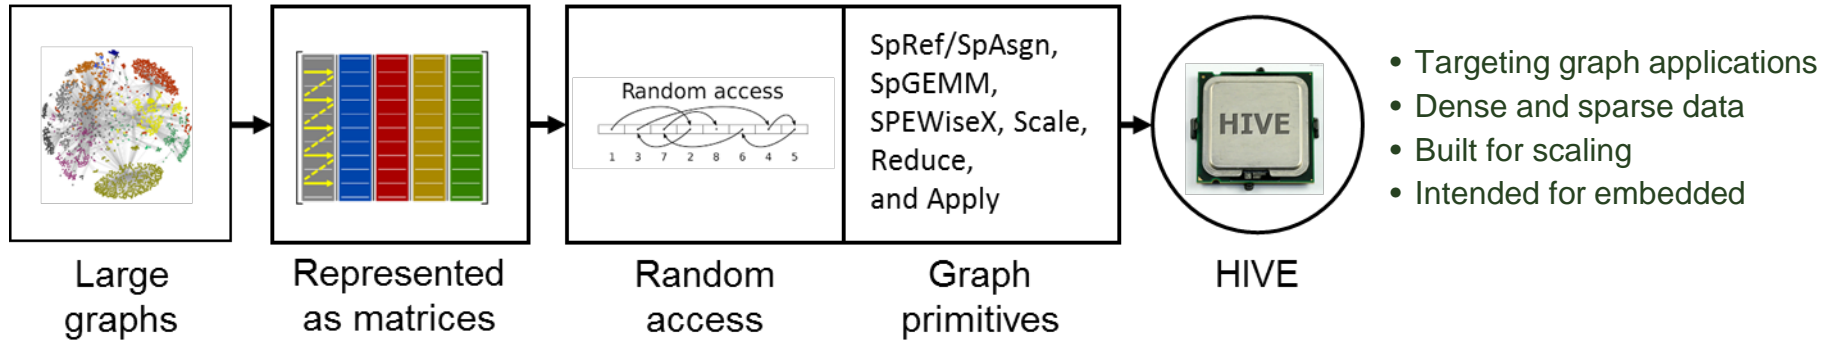 Random access
1 3 7 2 8 6 4 5
SpRef/SpAsgn,
SpGEMM,
SPEWiseX, Scale,
Reduce,
and Apply
HIVE
• Targeting graph applications
• Dense and sparse data
• Built for scaling
• Intended for embedded
Large
graphs
Represented
as matrices
Random
access
Graph
primitives
HIVE